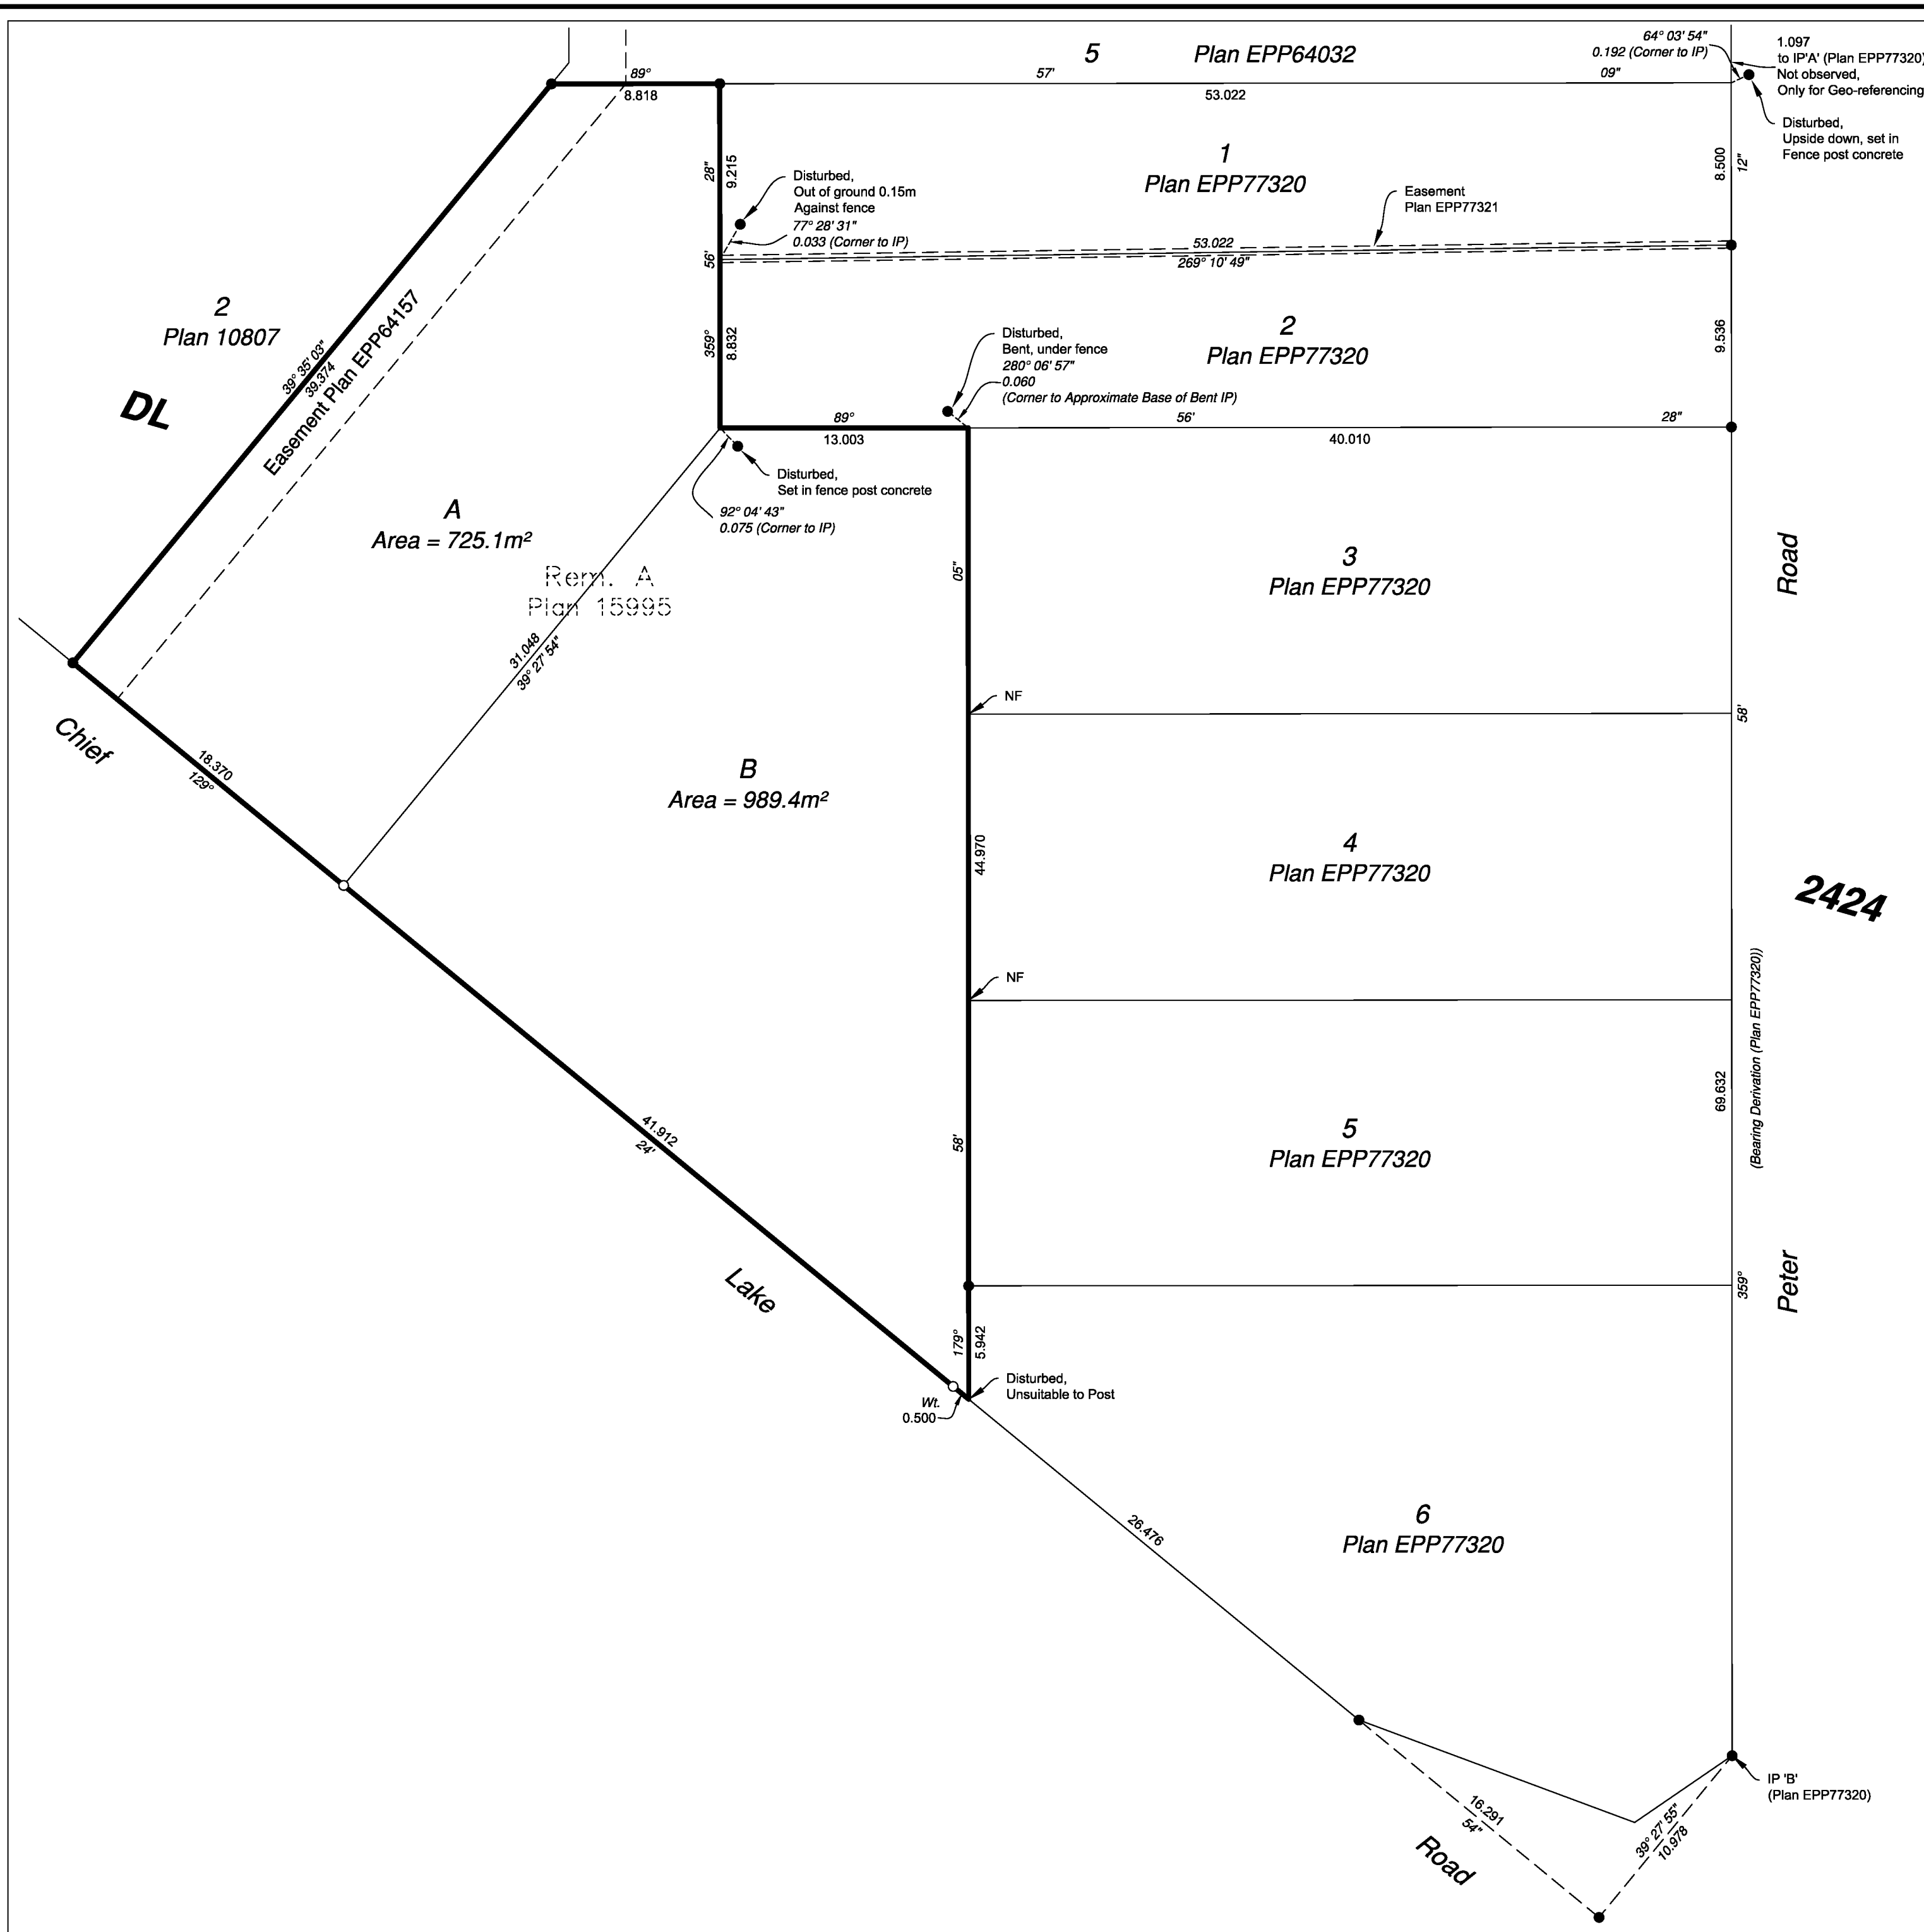 5 Plan EPP64032
64° 03' 54"
0.192 (Corner to IP)
1.097
to IP'A' (Plan EPP77320)
Not observed,
Only for Geo-referencing
89°
57'
09"
8.818
53.022
Disturbed,
Upside down, set in
Fence post concrete
1
Plan EPP77320
28"
9.215
8.500
12"
Disturbed,
Out of ground 0.15m
Against fence
77° 28' 31"
0.033 (Corner to IP)
Easement
Plan EPP77321
56'
53.022
269° 10' 49"
2
Plan 10807
39° 35' 03"
39.374
Easement Plan EPP64157
359°
8.832
Disturbed,
Bent, under fence
280° 06' 57"
0.060
(Corner to Approximate Base of Bent IP)
2
Plan EPP77320
9.536
DL
89°
13.003
56'
28"
40.010
Disturbed,
Set in fence post concrete
92° 04' 43"
0.075 (Corner to IP)
A
Area = 725.1m²
Rem. A
Plan 15995
05"
3
Plan EPP77320
Road
31.048
39° 27' 54"
NF
58'
Chief
18.370
129°
B
Area = 989.4m²
44.970
4
Plan EPP77320
2424
NF
(Bearing Derivation (Plan EPP77320))
69.632
41.912
24'
58'
5
Plan EPP77320
Lake
359°
Peter
179°
5.942
Disturbed,
Unsuitable to Post
Wt.
0.500
26.476
6
Plan EPP77320
IP 'B'
(Plan EPP77320)
16.291
54"
39° 27' 55"
10.978
Road